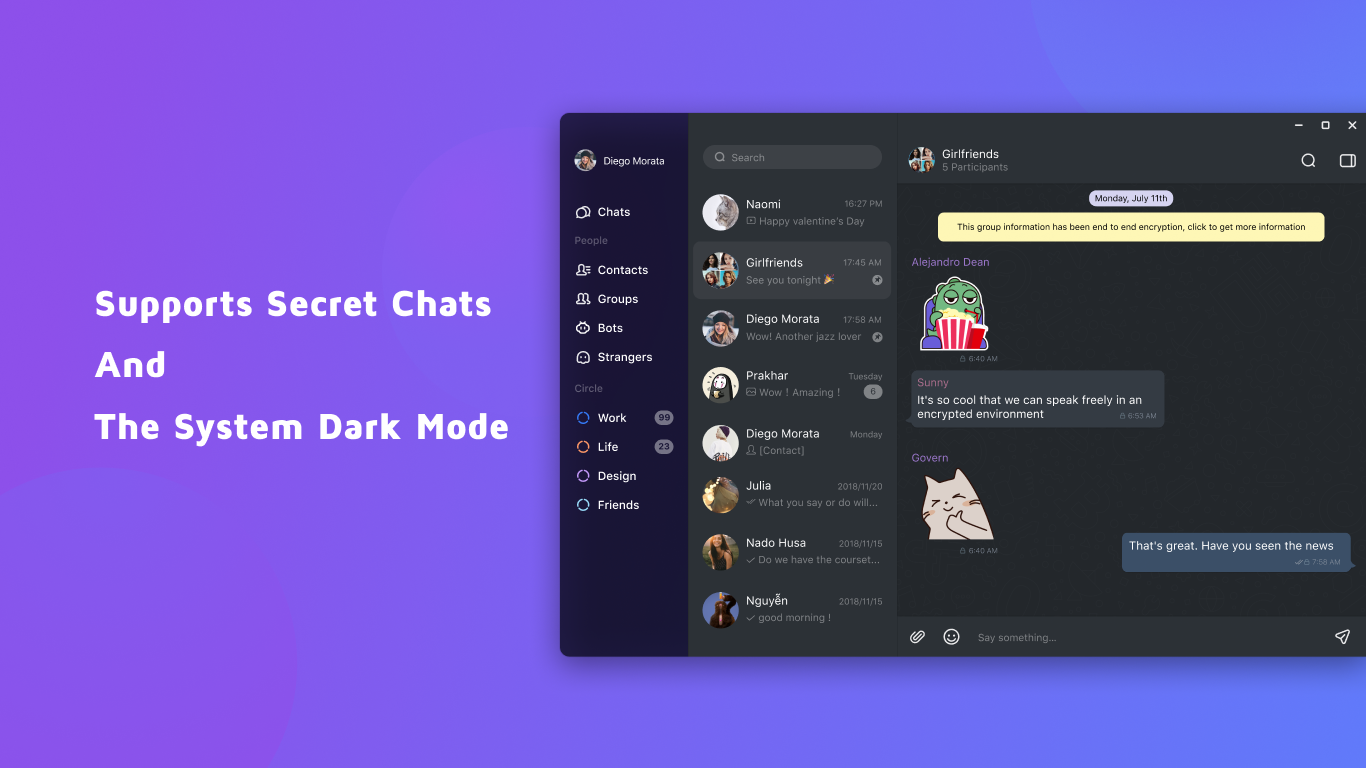 Supports Secret Chats
And
The System Dark Mode
Diego Morata
Chats
People
Contacts
Groups
Bots
Strangers
Circle
Work 99
Life 23
Design
Friends
Search
Naomi 16:27 PM
Happy valentine's Day
Girlfriends 17:45 AM
See you tonight 🎉
Diego Morata 17:58 AM
Wow! Another jazz lover
Prakhar Tuesday
Wow ! Amazing ! 6
Diego Morata Monday
[Contact]
Julia 2018/11/20
What you say or do will...
Nado Husa 2018/11/15
Do we have the courset...
Nguyễn 2018/11/15
good morning !
Girlfriends
5 Participants
Monday, July 11th
This group information has been end to end encryption, click to get more information
Alejandro Dean
6:40 AM
Sunny
It's so cool that we can speak freely in an
encrypted environment 6:53 AM
Govern
6:40 AM
That's great. Have you seen the news
7:58 AM
Say something...